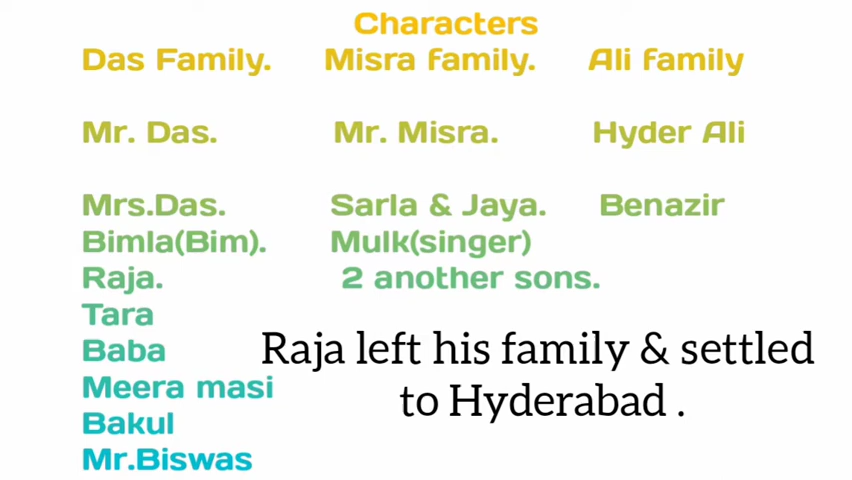 Characters
Das Family. Misra family. Ali family
Mr. Das. Mr. Misra. Hyder Ali
Mrs.Das. Sarla & Jaya. Benazir
Bimla(Bim). Mulk(singer)
Raja. 2 another sons.
Tara
Baba
Meera masi
Bakul
Mr.Biswas
Raja left his family & settled
to Hyderabad .